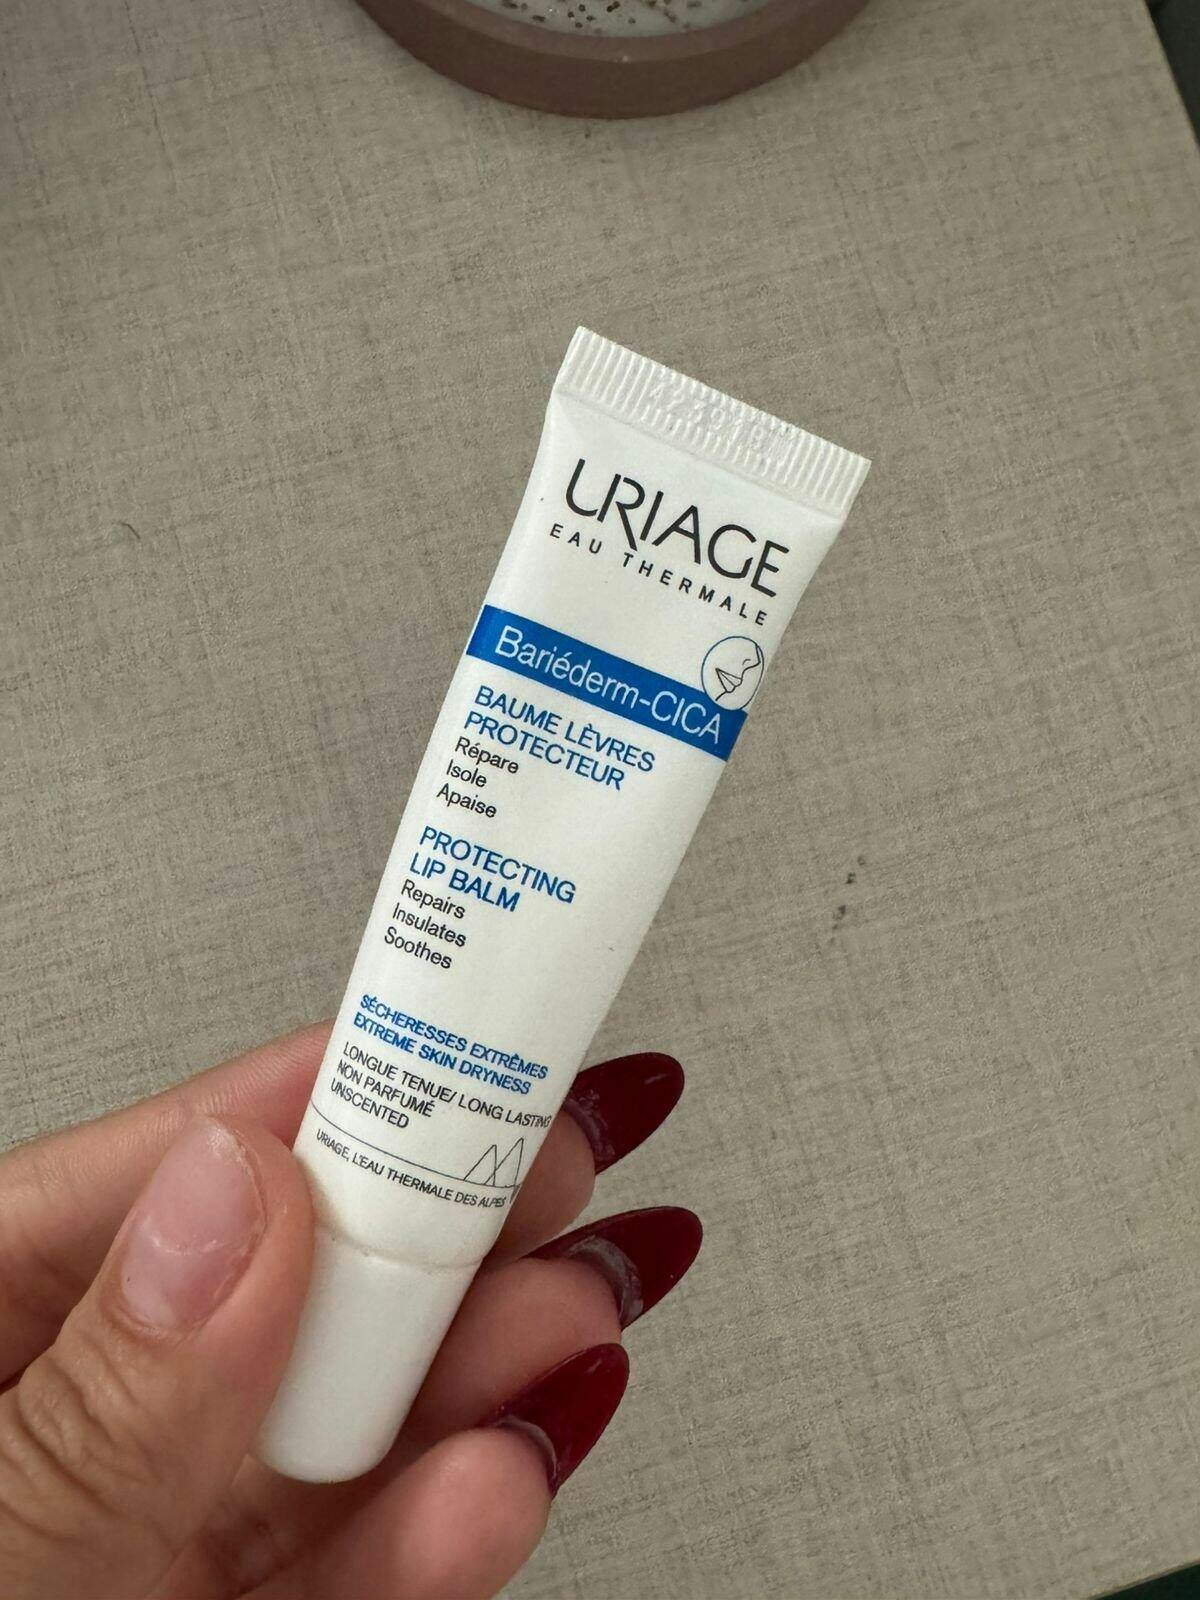 URIAGE
EAU THERMALE
Bariéderm-CICA
BAUME LÈVRES
PROTECTEUR
Répare
Isole
Apaise
PROTECTING
LIP BALM
Repairs
Insulates
Soothes
SÉCHERESSES EXTRÊMES
EXTREME SKIN DRYNESS
LONGUE TENUE/ LONG LASTING
NON PARFUMÉ
UNSCENTED
URIAGE, L'EAU THERMALE DES ALPES